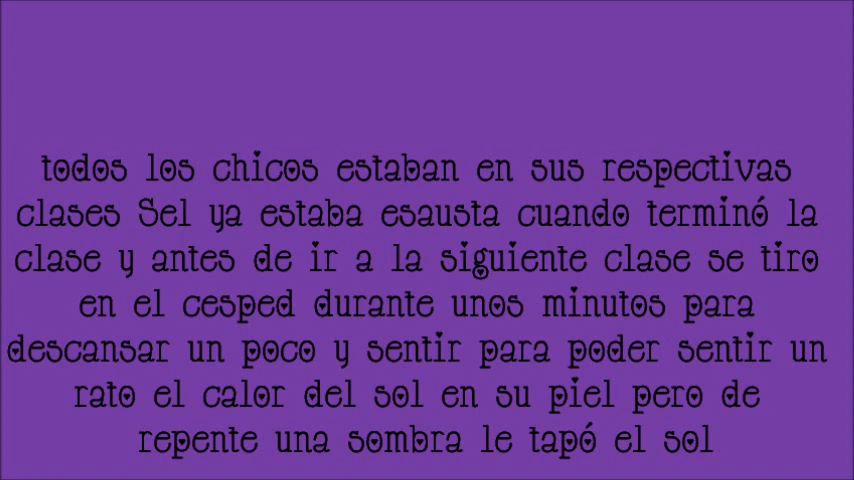 todos los chicos estaban en sus respectivas
clases Sel ya estaba esausta cuando terminó la
clase y antes de ir a la siguiente clase se tiro
en el cesped durante unos minutos para
descansar un poco y sentir para poder sentir un
rato el calor del sol en su piel pero de
repente una sombra le tapó el sol